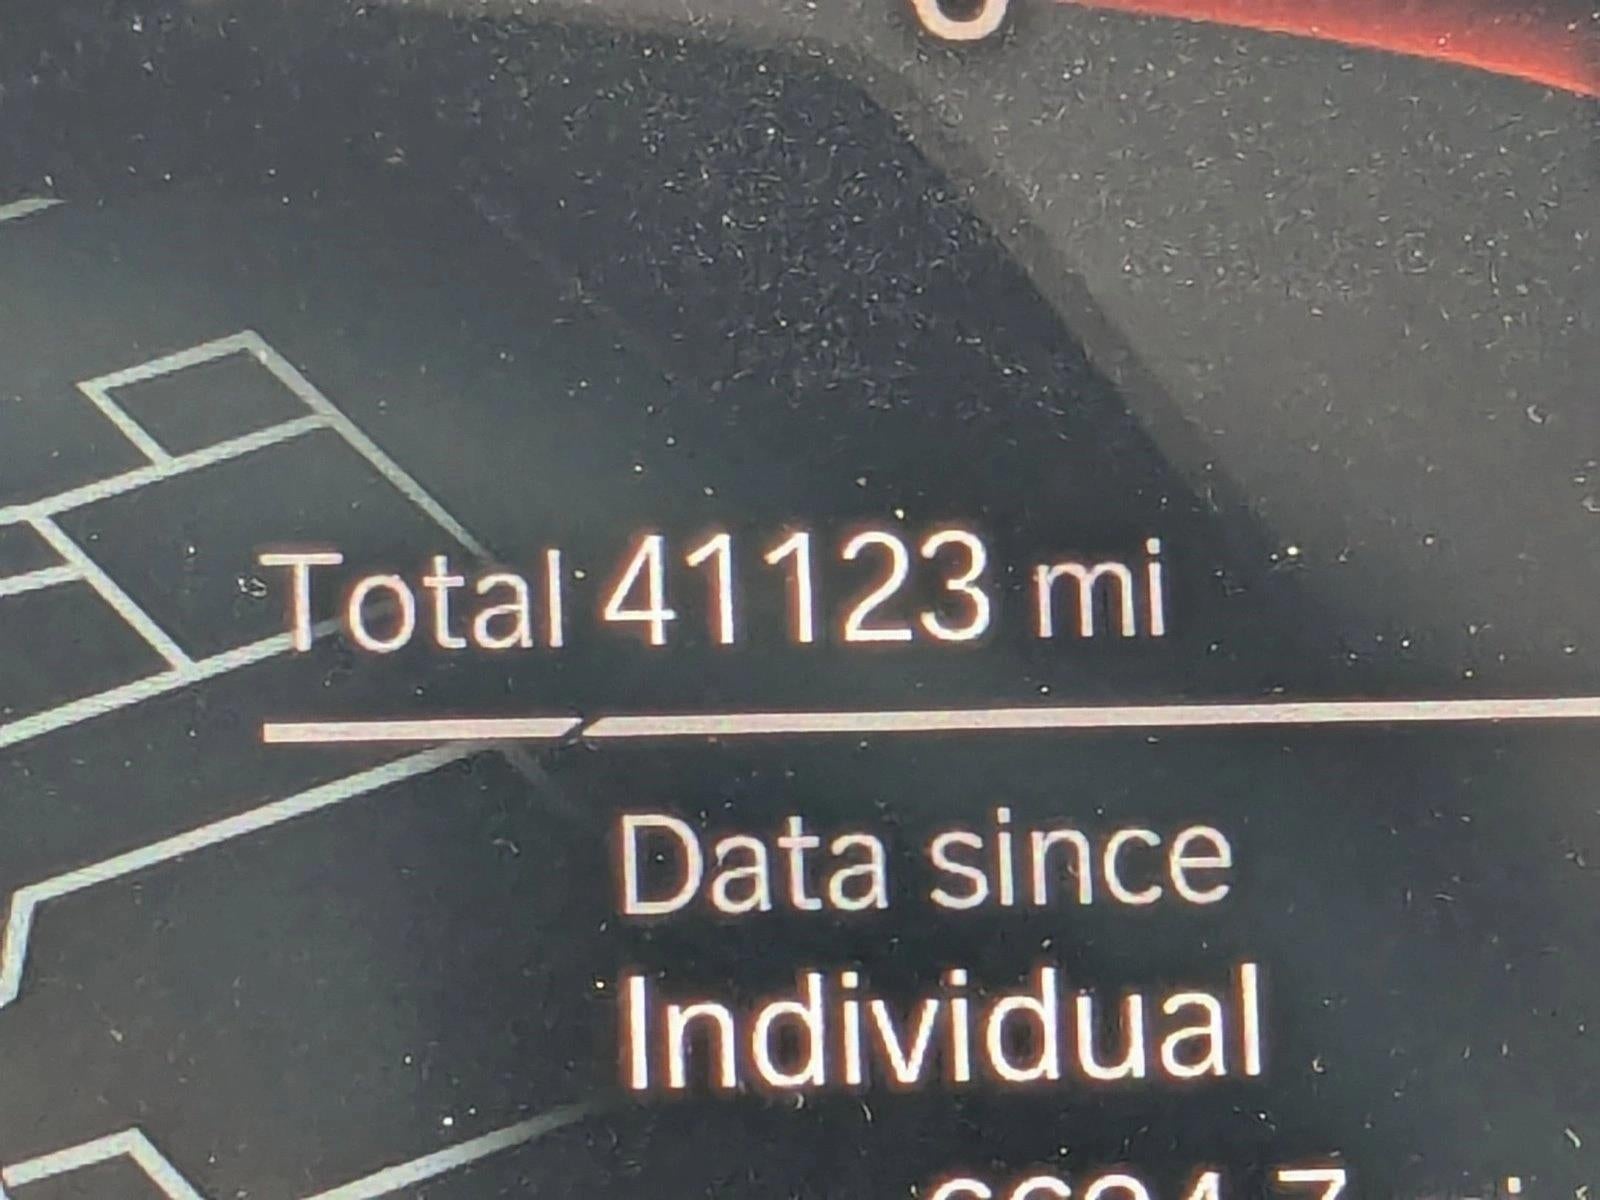 Total 41123 mi
Data since
Individual